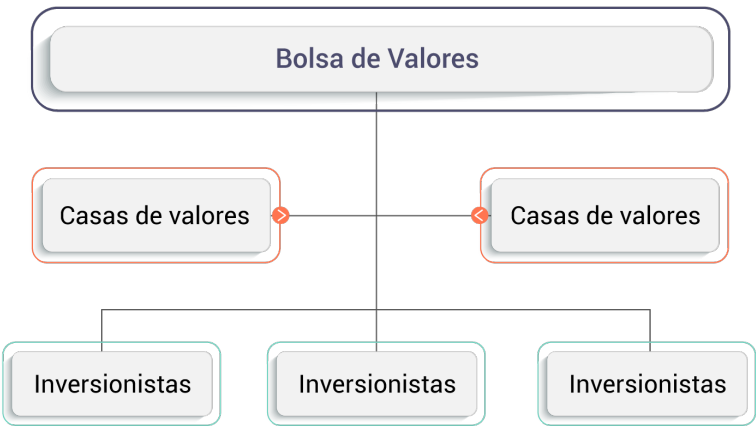 Bolsa de Valores
Casas de valores
Casas de valores
Inversionistas
Inversionistas
Inversionistas